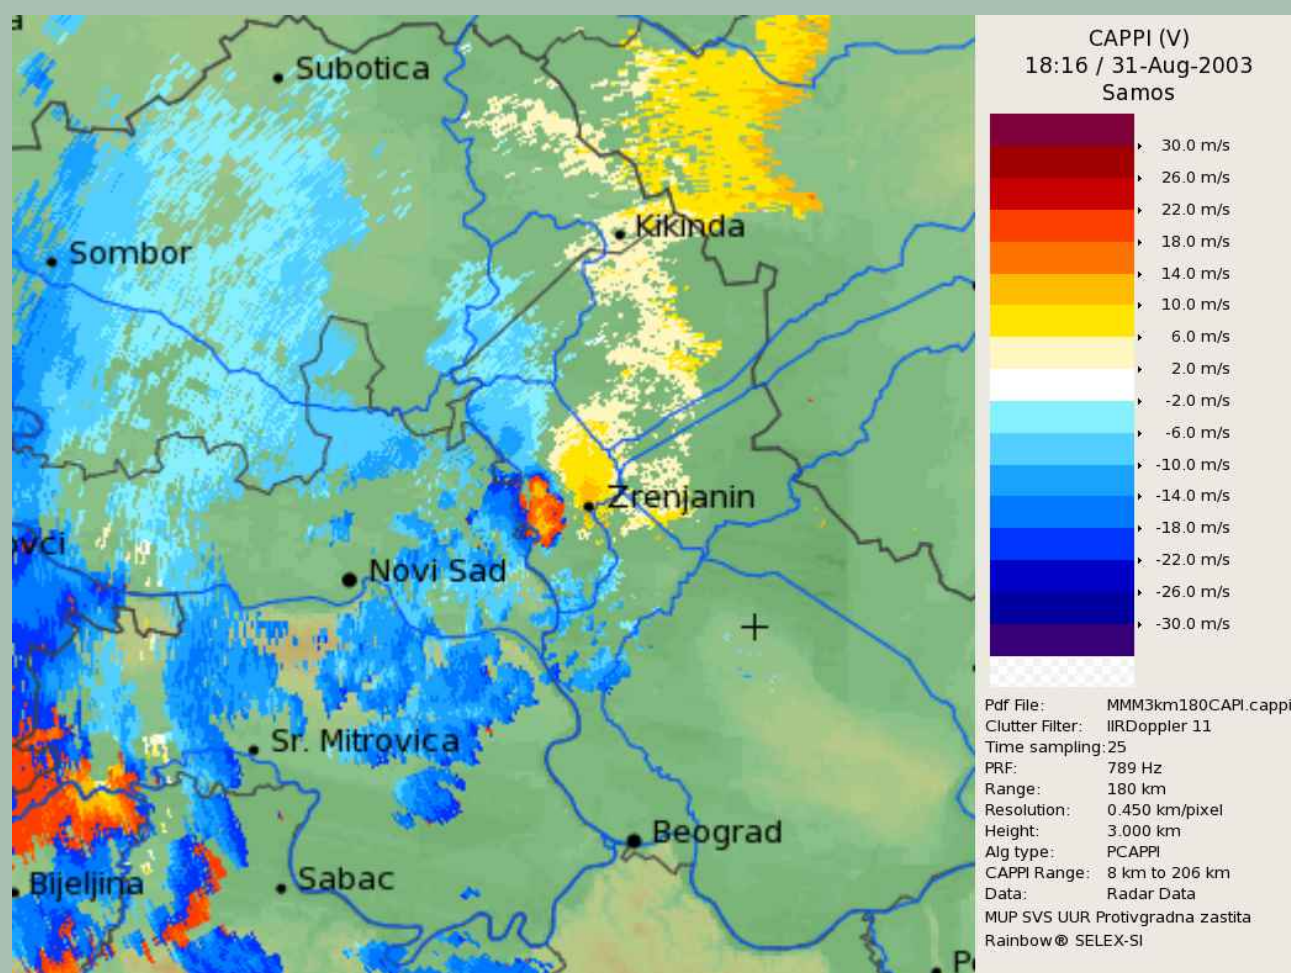 Subotica
Kikinda
Sombor
Zrenjanin
Novi Sad
Sr. Mitrovica
Beograd
Sabac
Bijeljina
CAPPI (V)
18:16 / 31-Aug-2003
Samos
30.0 m/s
26.0 m/s
22.0 m/s
18.0 m/s
14.0 m/s
10.0 m/s
6.0 m/s
2.0 m/s
-2.0 m/s
-6.0 m/s
-10.0 m/s
-14.0 m/s
-18.0 m/s
-22.0 m/s
-26.0 m/s
-30.0 m/s
Pdf File: MMM3km180CAPI.cappi
Clutter Filter: IIRDoppler 11
Time sampling: 25
PRF: 789 Hz
Range: 180 km
Resolution: 0.450 km/pixel
Height: 3.000 km
Alg type: PCAPPI
CAPPI Range: 8 km to 206 km
Data: Radar Data
MUP SVS UUR Protivgradna zastita
Rainbow® SELEX-SI